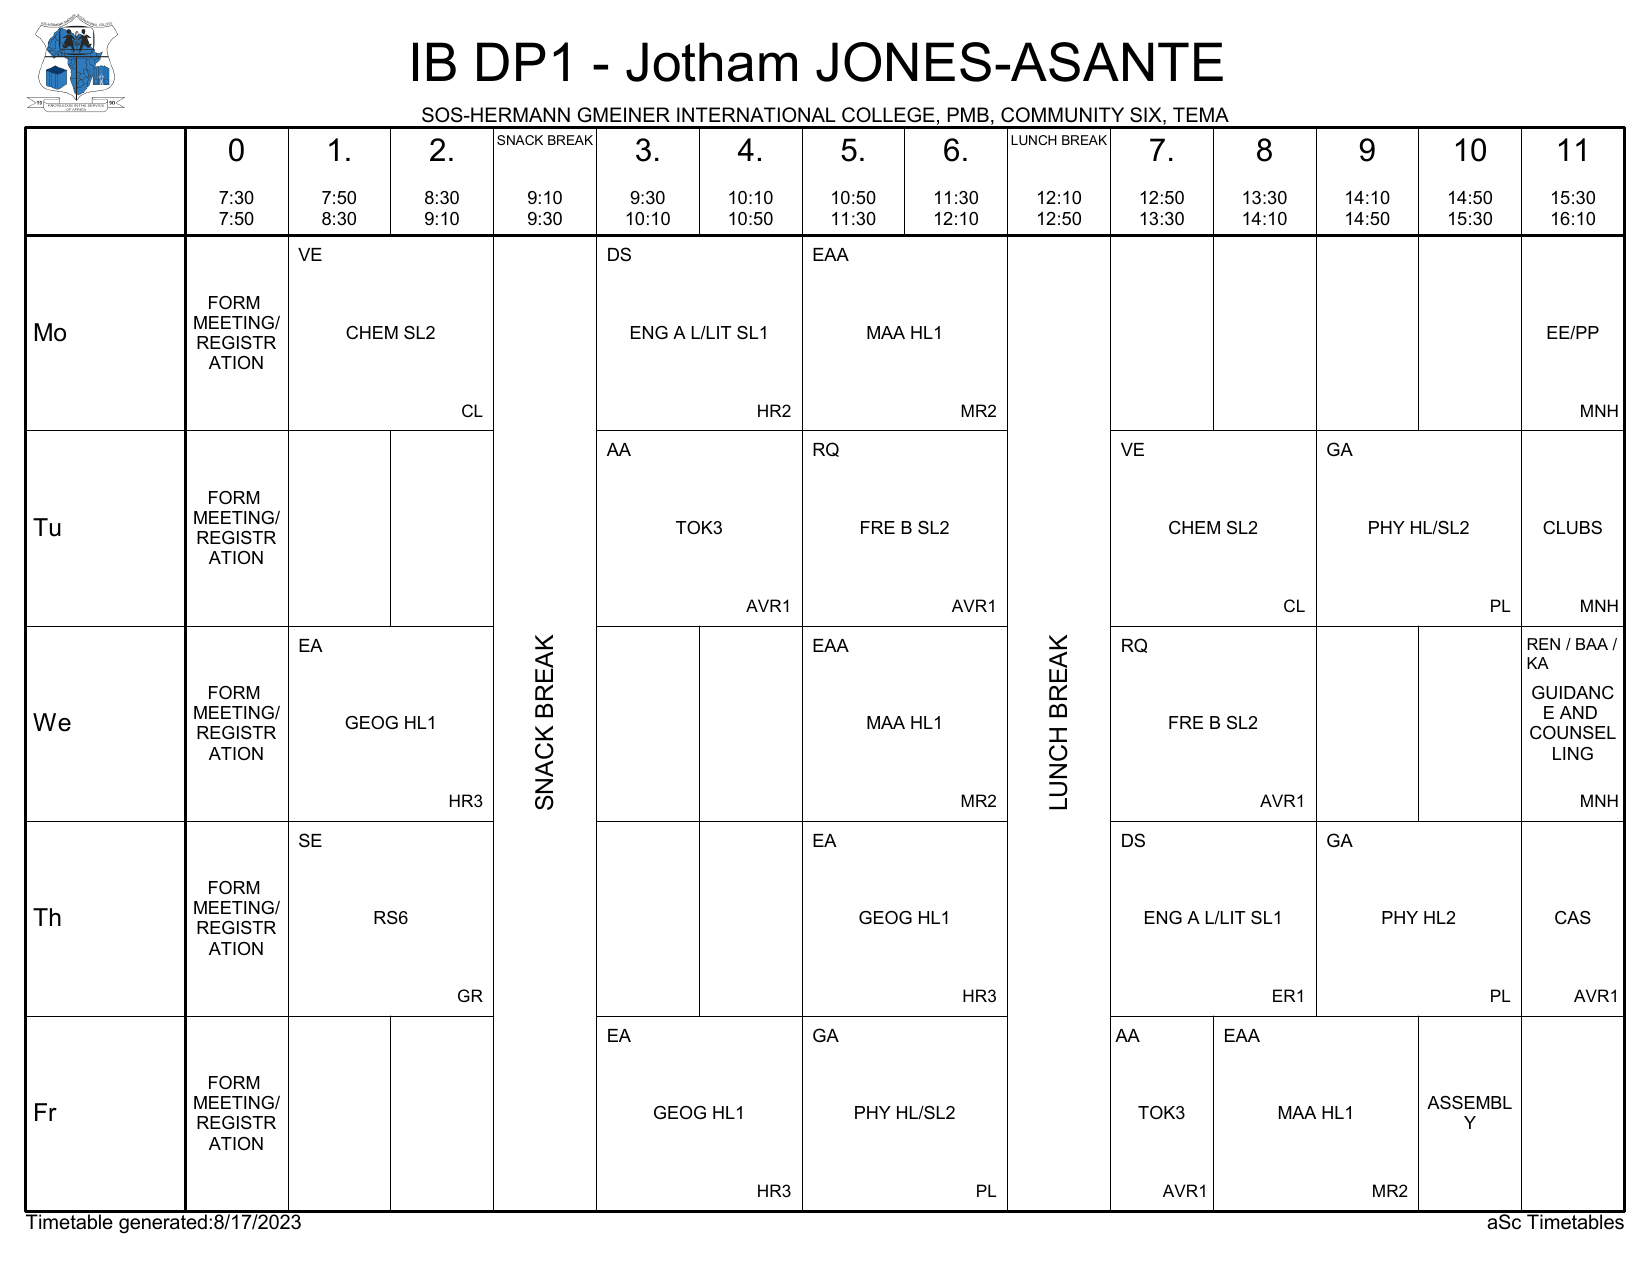 IB DP1 - Jotham JONES-ASANTE
SOS-HERMANN GMEINER INTERNATIONAL COLLEGE, PMB, COMMUNITY SIX, TEMA
0 1. 2. SNACK BREAK 3. 4. 5. 6. LUNCH BREAK 7. 8 9 10 11
7:30 7:50 8:30 9:10 9:30 10:10 10:50 11:30 12:10 12:50 13:30 14:10 14:50 15:30
7:50 8:30 9:10 9:30 10:10 10:50 11:30 12:10 12:50 13:30 14:10 14:50 15:30 16:10
Mo
FORM
MEETING/
REGISTR
ATION
VE
CHEM SL2
CL
DS
ENG A L/LIT SL1
HR2
EAA
MAA HL1
MR2
EE/PP
MNH
Tu
FORM
MEETING/
REGISTR
ATION
AA
TOK3
AVR1
RQ
FRE B SL2
AVR1
VE
CHEM SL2
CL
GA
PHY HL/SL2
PL
CLUBS
MNH
We
FORM
MEETING/
REGISTR
ATION
EA
GEOG HL1
HR3
SNACK BREAK
EAA
MAA HL1
MR2
LUNCH BREAK
RQ
FRE B SL2
AVR1
REN / BAA /
KA
GUIDANC
E AND
COUNSEL
LING
MNH
Th
FORM
MEETING/
REGISTR
ATION
SE
RS6
GR
EA
GEOG HL1
HR3
DS
ENG A L/LIT SL1
ER1
GA
PHY HL2
PL
CAS
AVR1
Fr
FORM
MEETING/
REGISTR
ATION
EA
GEOG HL1
HR3
GA
PHY HL/SL2
PL
AA
TOK3
AVR1
EAA
MAA HL1
MR2
ASSEMBL
Y
Timetable generated:8/17/2023
aSc Timetables